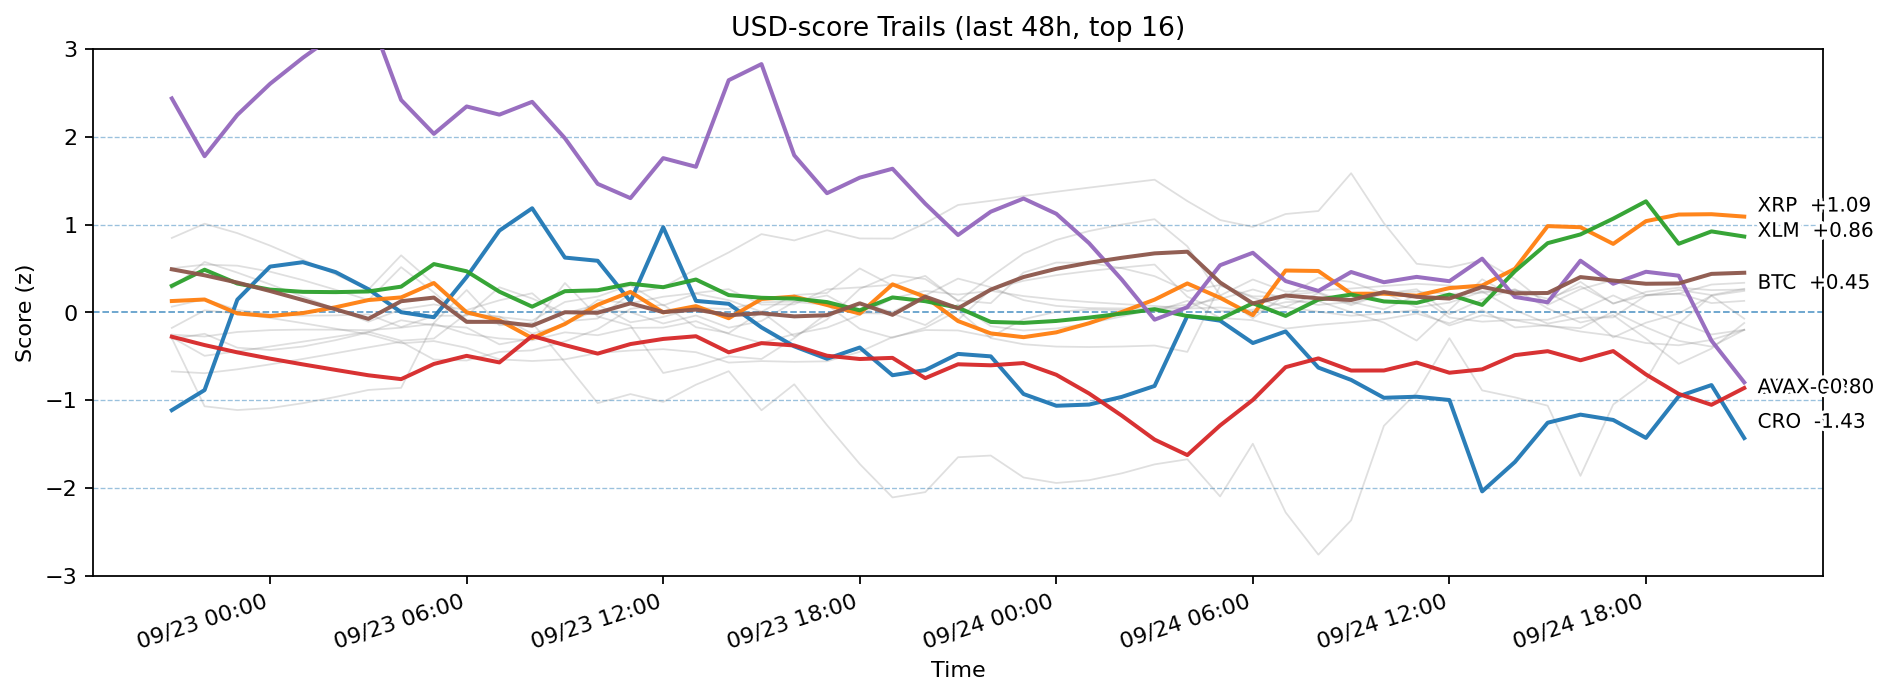 USD-score Trails (last 48h, top 16)
Score (z)
3
2
1
0
−1
−2
−3
XRP +1.09
XLM +0.86
BTC +0.45
AVAX
CRO -1.43
09/23 00:00
09/23 06:00
09/23 12:00
09/23 18:00
09/24 00:00
09/24 06:00
09/24 12:00
09/24 18:00
Time